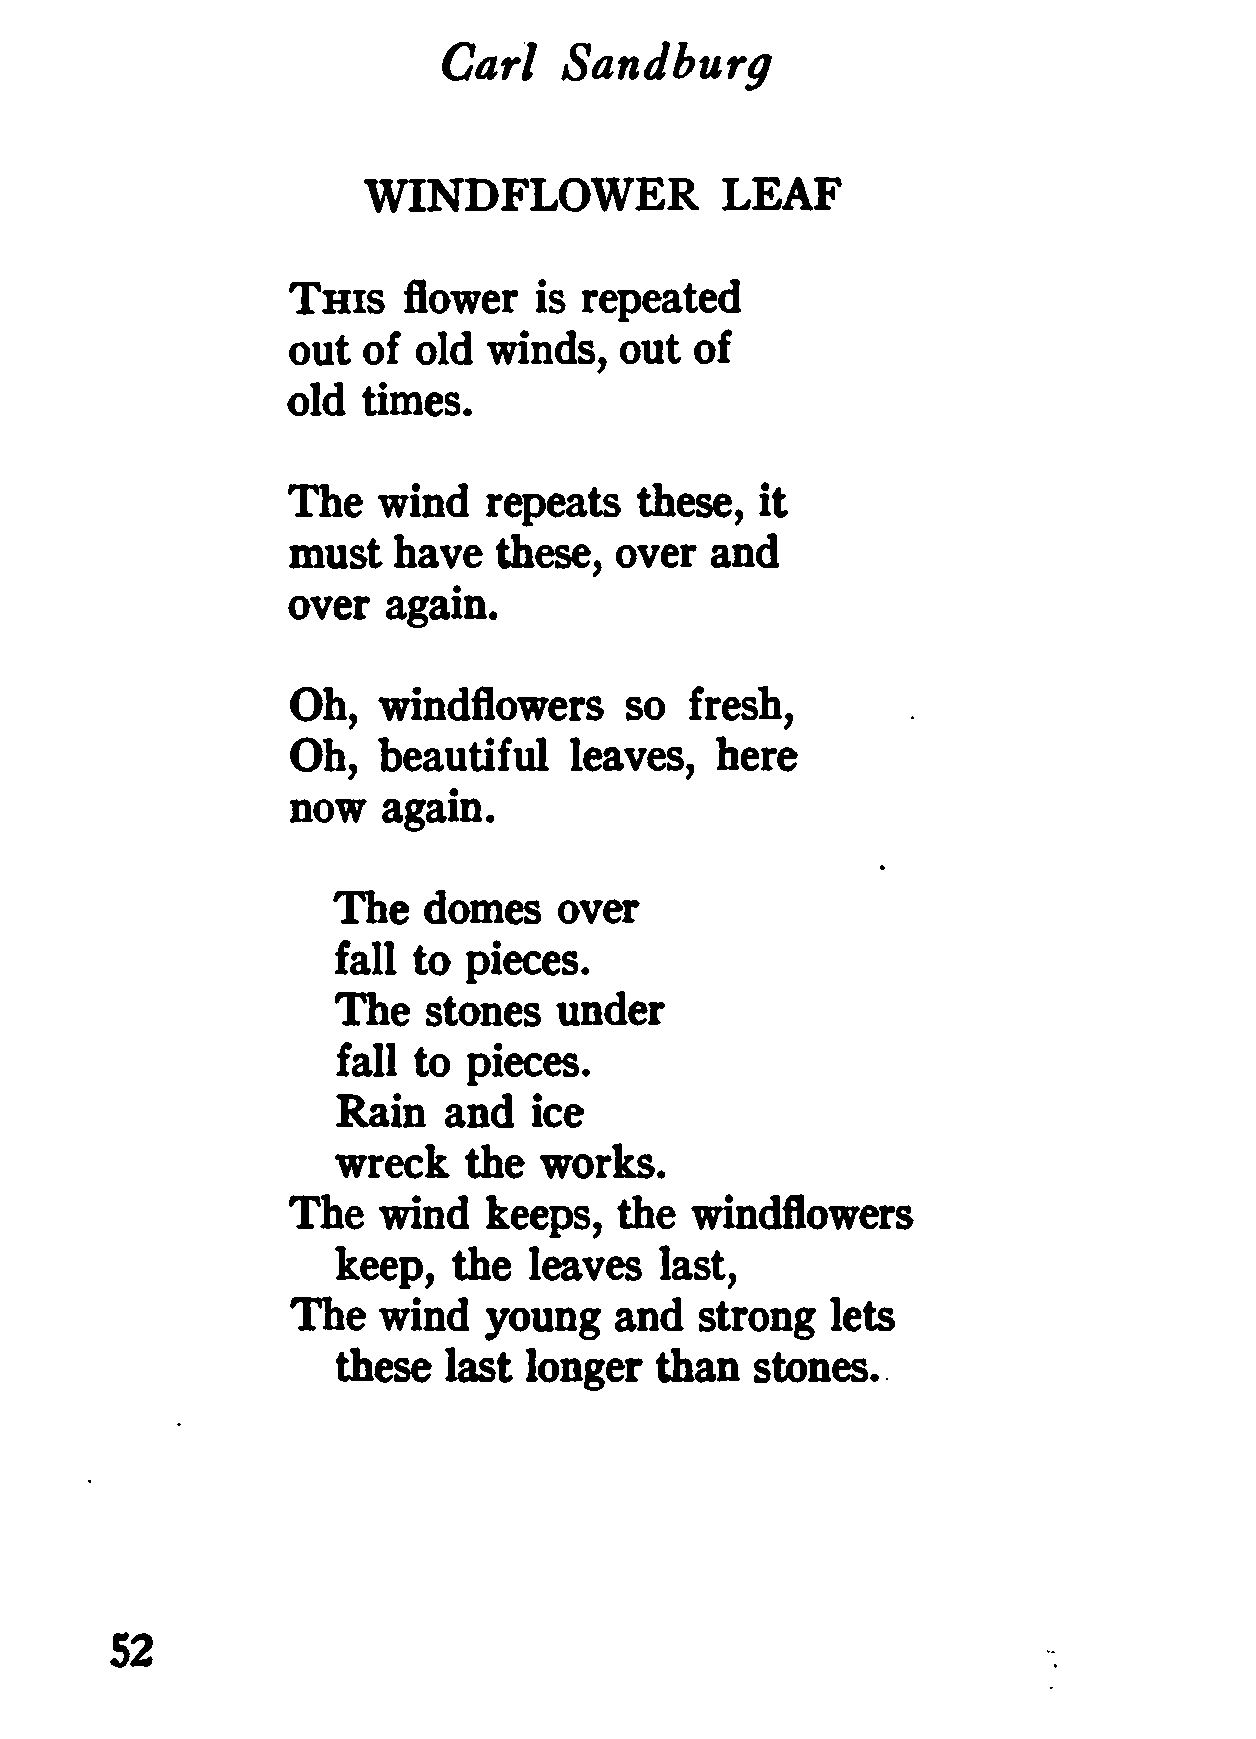 Carl Sandburg
WINDFLOWER LEAF
THIS flower is repeated
out of old winds, out of
old times.
The wind repeats these, it
must have these, over and
over again.
Oh, windflowers so fresh,
Oh, beautiful leaves, here
now again.
The domes over
fall to pieces.
The stones under
fall to pieces.
Rain and ice
wreck the works.
The wind keeps, the windflowers
keep, the leaves last,
The wind young and strong lets
these last longer than stones.
52